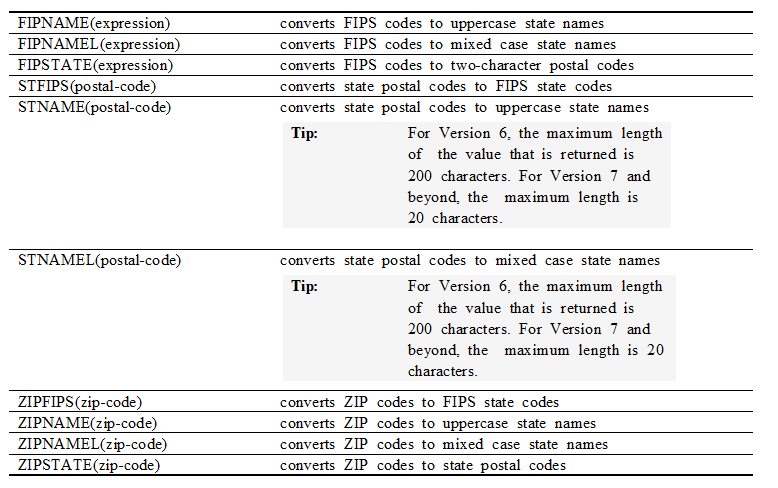 FIPNAME(expression) converts FIPS codes to uppercase state names
FIPNAMEL(expression) converts FIPS codes to mixed case state names
FIPSTATE(expression) converts FIPS codes to two-character postal codes
STFIPS(postal-code) converts state postal codes to FIPS state codes
STNAME(postal-code) converts state postal codes to uppercase state names
Tip: For Version 6, the maximum length
of the value that is returned is
200 characters. For Version 7 and
beyond, the maximum length is
20 characters.
STNAMEL(postal-code) converts state postal codes to mixed case state names
Tip: For Version 6, the maximum length
of the value that is returned is
200 characters. For Version 7 and
beyond, the maximum length is 20
characters.
ZIPFIPS(zip-code) converts ZIP codes to FIPS state codes
ZIPNAME(zip-code) converts ZIP codes to uppercase state names
ZIPNAMEL(zip-code) converts ZIP codes to mixed case state names
ZIPSTATE(zip-code) converts ZIP codes to state postal codes